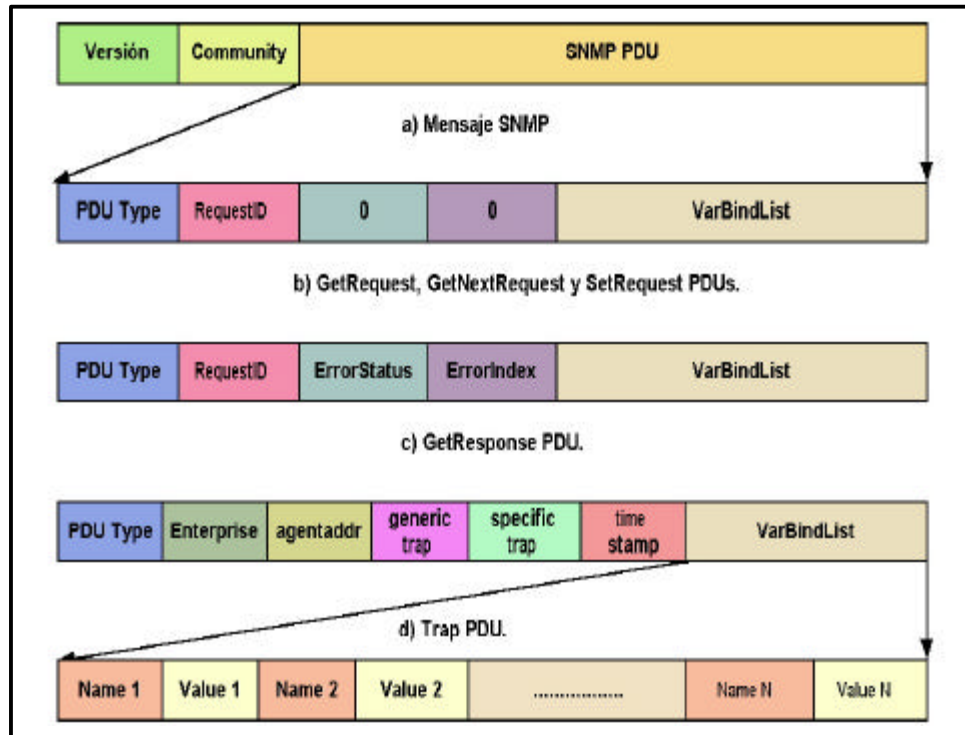 Versión Community SNMP PDU
a) Mensaje SNMP
PDU Type RequestID 0 0 VarBindList
b) GetRequest, GetNextRequest y SetRequest PDUs.
PDU Type RequestID ErrorStatus ErrorIndex VarBindList
c) GetResponse PDU.
PDU Type Enterprise agentaddr generic trap specific trap time stamp VarBindList
d) Trap PDU.
Name 1 Value 1 Name 2 Value 2 ................. Name N Value N